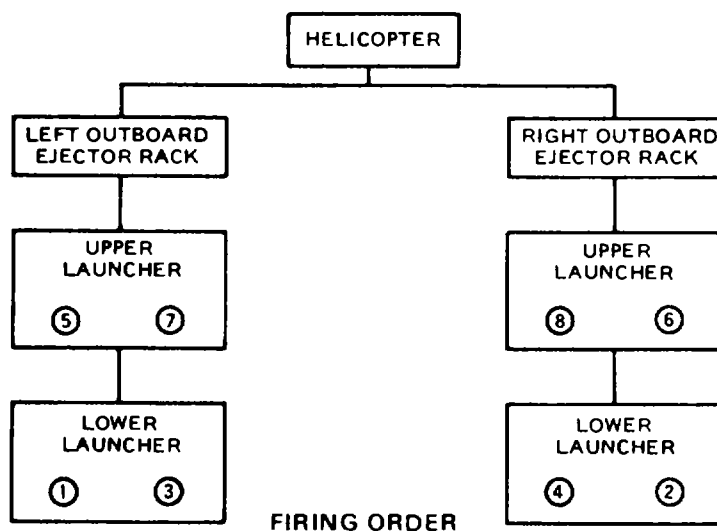 HELICOPTER
LEFT OUTBOARD
EJECTOR RACK
RIGHT OUTBOARD
EJECTOR RACK
UPPER
LAUNCHER
5 7
UPPER
LAUNCHER
8 6
LOWER
LAUNCHER
1 3
LOWER
LAUNCHER
4 2
FIRING ORDER